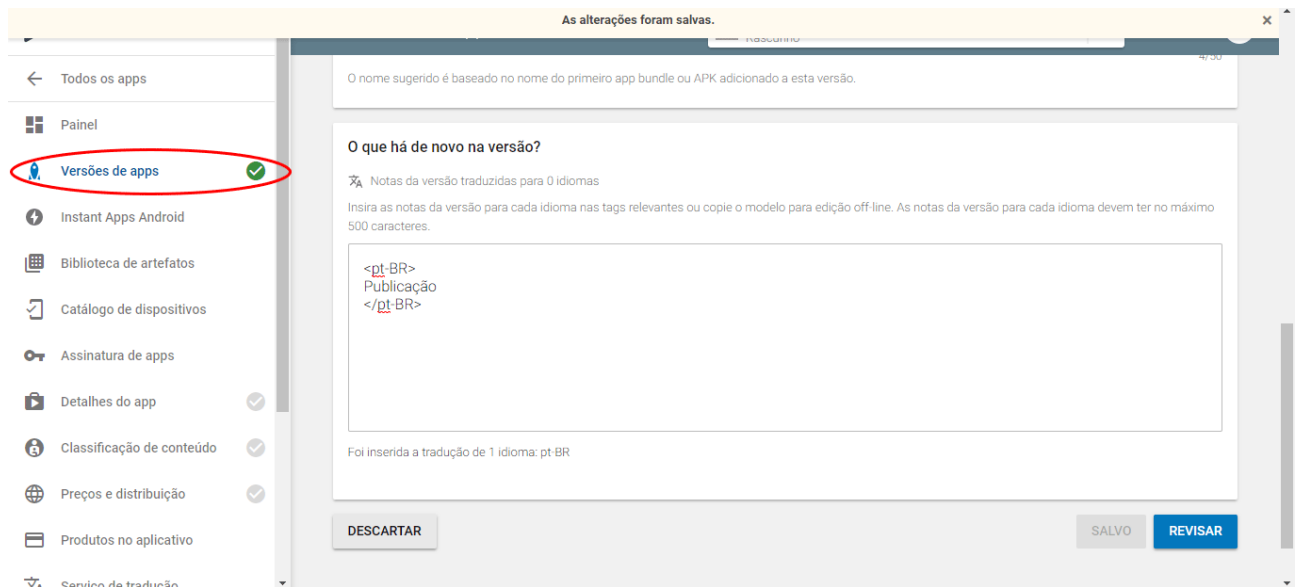 As alterações foram salvas.
Rascunho
Todos os apps
Painel
Versões de apps
Instant Apps Android
Biblioteca de artefatos
Catálogo de dispositivos
Assinatura de apps
Detalhes do app
Classificação de conteúdo
Preços e distribuição
Produtos no aplicativo
Serviço de tradução
4/50
O nome sugerido é baseado no nome do primeiro app bundle ou APK adicionado a esta versão.
O que há de novo na versão?
Notas da versão traduzidas para 0 idiomas
Insira as notas da versão para cada idioma nas tags relevantes ou copie o modelo para edição off-line. As notas da versão para cada idioma devem ter no máximo
500 caracteres.
<pt-BR>
Publicação
</pt-BR>
Foi inserida a tradução de 1 idioma: pt-BR
DESCARTAR
SALVO
REVISAR